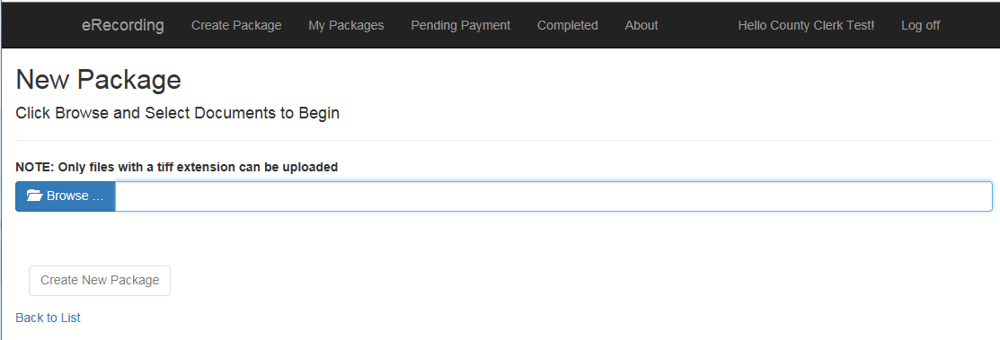 eRecording Create Package My Packages Pending Payment Completed About Hello County Clerk Test! Log off
New Package
Click Browse and Select Documents to Begin
NOTE: Only files with a tiff extension can be uploaded
Browse ...
Create New Package
Back to List